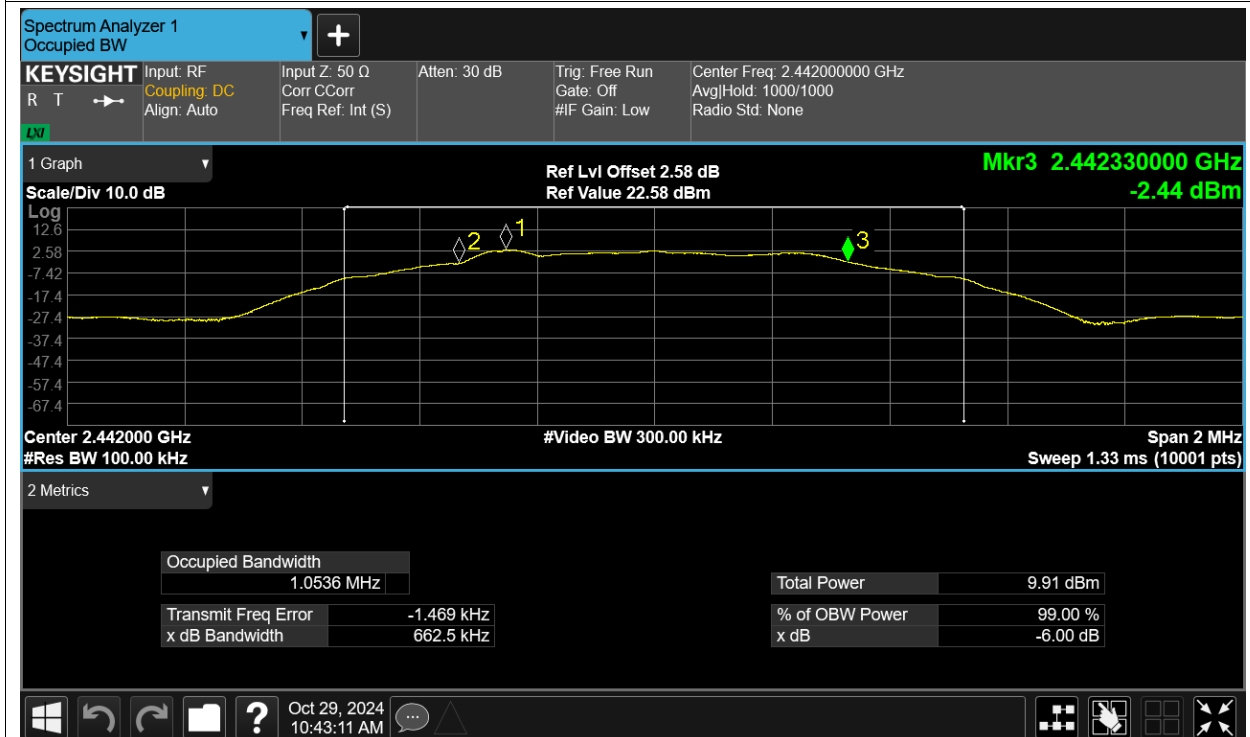 Spectrum Analyzer 1
Occupied BW
+
KEYSIGHT
R T
LXI
Input: RF
Coupling: DC
Align: Auto
Input Z: 50 Ω
Corr CCorr
Freq Ref: Int (S)
Atten: 30 dB
Trig: Free Run
Gate: Off
#IF Gain: Low
Center Freq: 2.442000000 GHz
Avg|Hold: 1000/1000
Radio Std: None
1 Graph
Scale/Div 10.0 dB
Ref Lvl Offset 2.58 dB
Ref Value 22.58 dBm
Mkr3 2.442330000 GHz
-2.44 dBm
Log
12.6
2.58
-7.42
-17.4
-27.4
-37.4
-47.4
-57.4
-67.4
2
1
3
Center 2.442000 GHz
#Res BW 100.00 kHz
#Video BW 300.00 kHz
Span 2 MHz
Sweep 1.33 ms (10001 pts)
2 Metrics
Occupied Bandwidth
1.0536 MHz
Transmit Freq Error -1.469 kHz
x dB Bandwidth 662.5 kHz
Total Power 9.91 dBm
% of OBW Power 99.00 %
x dB -6.00 dB
?
Oct 29, 2024
10:43:11 AM